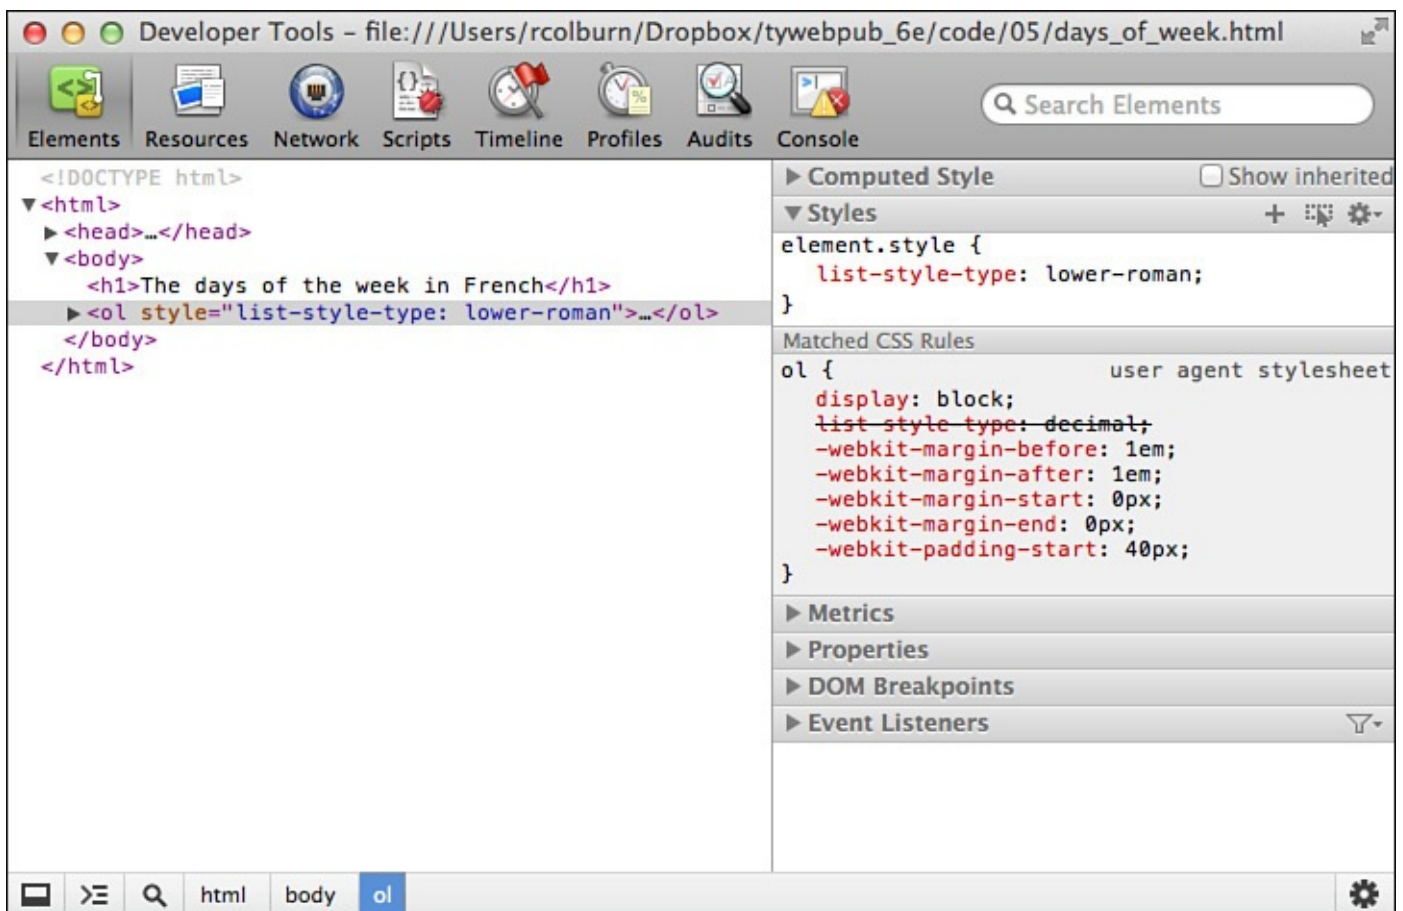 Developer Tools – file:///Users/rcolburn/Dropbox/tywebpub_6e/code/05/days_of_week.html
Elements Resources Network Scripts Timeline Profiles Audits Console
Search Elements
<!DOCTYPE html>
▼<html>
▶<head>…</head>
▼<body>
<h1>The days of the week in French</h1>
▶<ol style="list-style-type: lower-roman">…</ol>
</body>
</html>
▶Computed Style Show inherited
▼Styles
element.style {
list-style-type: lower-roman;
}
Matched CSS Rules
ol { user agent stylesheet
display: block;
list-style-type: decimal;
-webkit-margin-before: 1em;
-webkit-margin-after: 1em;
-webkit-margin-start: 0px;
-webkit-margin-end: 0px;
-webkit-padding-start: 40px;
}
▶Metrics
▶Properties
▶DOM Breakpoints
▶Event Listeners
html body ol